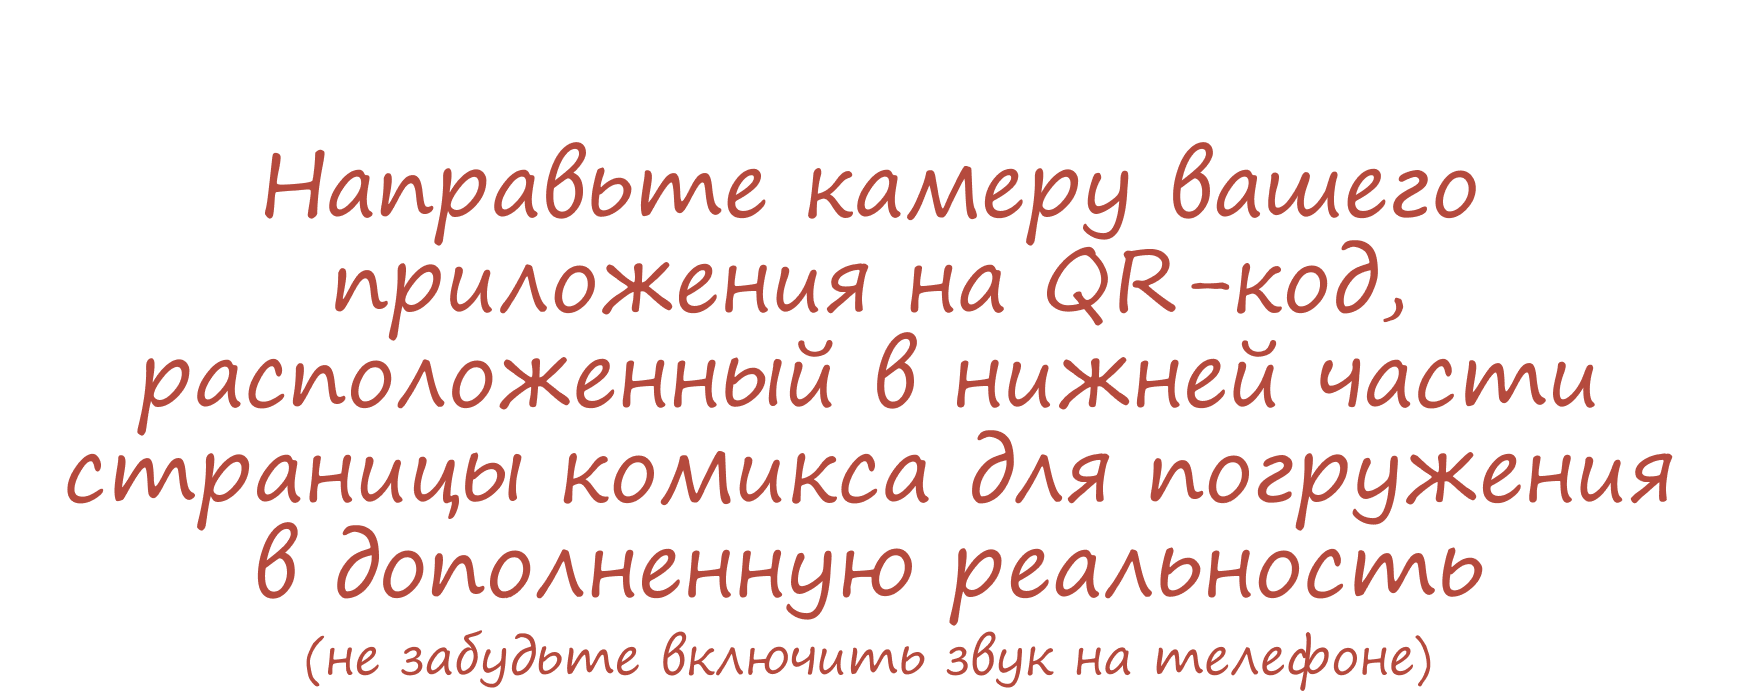 Направьте камеру вашего
приложения на QR-код,
расположенный в нижней части
страницы комикса для погружения
в дополненную реальность
(не забудьте включить звук на телефоне)